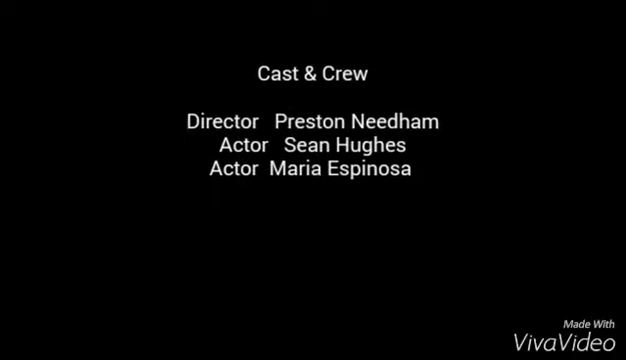 Cast & Crew
Director Preston Needham
Actor Sean Hughes
Actor Maria Espinosa
Made With
VivaVideo